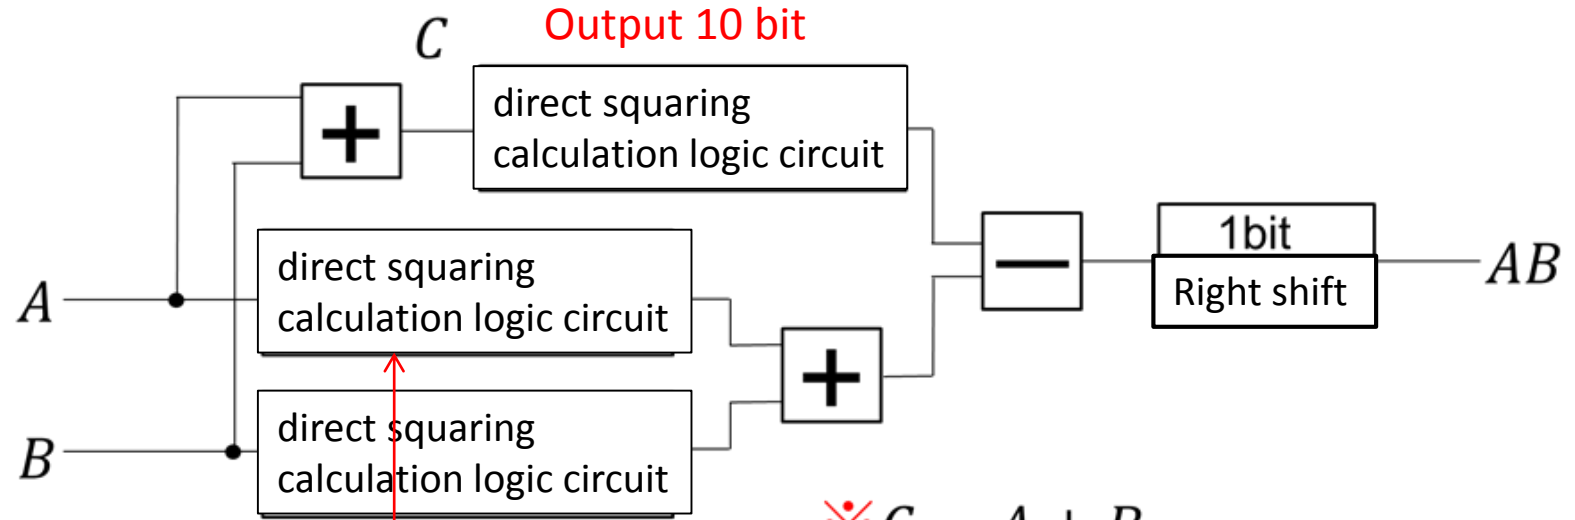 C
Output 10 bit
+
direct squaring
calculation logic circuit
A
direct squaring
calculation logic circuit
B
direct squaring
calculation logic circuit
+
—
1bit
Right shift
AB
※C = A + B